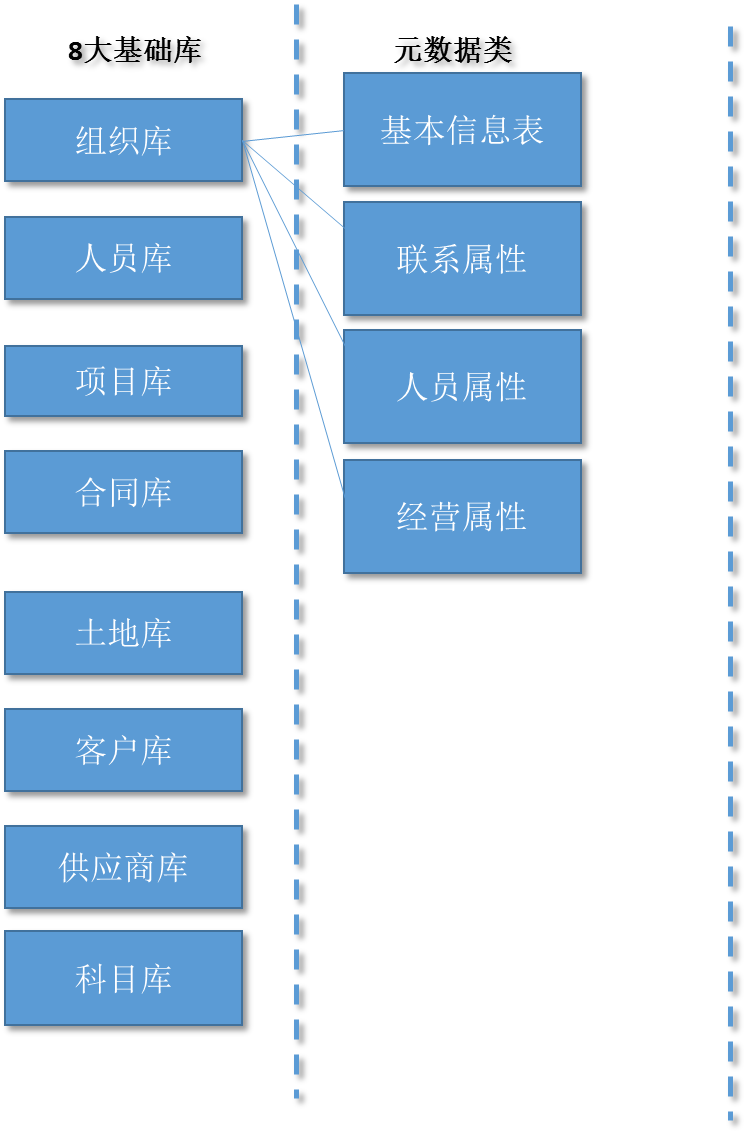 8大基础库
组织库
人员库
项目库
合同库
土地库
客户库
供应商库
科目库
元数据类
基本信息表
联系属性
人员属性
经营属性